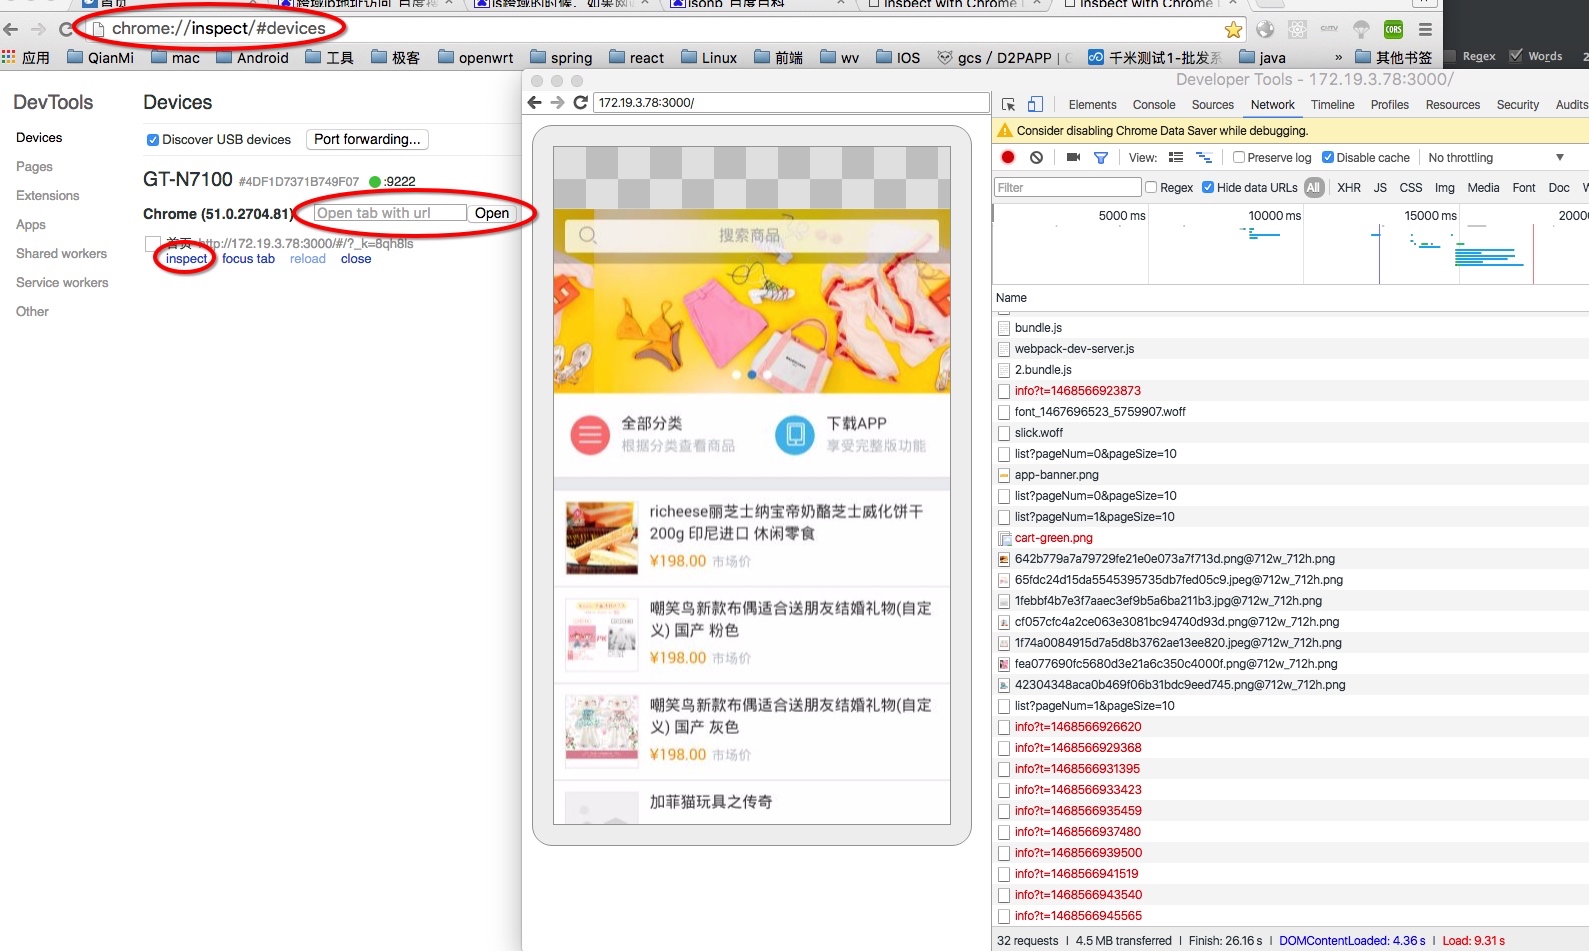 首页
跨域ip地址访问_百度搜
js跨域的时候，如果网
jsonp_百度百科
Inspect with Chrome
Inspect with Chrome
chrome://inspect/#devices
CORS
应用 QianMi mac Android 工具 极客 openwrt spring react Linux 前端 wv IOS gcs / D2PAPP | 千米测试1-批发系 java » 其他书签
Regex Words
DevTools
Devices
Pages
Extensions
Apps
Shared workers
Service workers
Other
Devices
Discover USB devices Port forwarding...
GT-N7100 #4DF1D7371B749F07 :9222
Chrome (51.0.2704.81) Open tab with url Open
首页 http://172.19.3.78:3000/#/?_k=8qh8ls
inspect focus tab reload close
172.19.3.78:3000/
搜索商品
全部分类
根据分类查看商品
下载APP
享受完整版功能
richeese丽芝士纳宝帝奶酪芝士威化饼干
200g 印尼进口 休闲零食
¥198.00 市场价
嘲笑鸟新款布偶适合送朋友结婚礼物(自定
义) 国产 粉色
¥198.00 市场价
嘲笑鸟新款布偶适合送朋友结婚礼物(自定
义) 国产 灰色
¥198.00 市场价
加菲猫玩具之传奇
Developer Tools - 172.19.3.78:3000/
Elements Console Sources Network Timeline Profiles Resources Security Audits
Consider disabling Chrome Data Saver while debugging.
View: Preserve log Disable cache No throttling
Filter Regex Hide data URLs All XHR JS CSS Img Media Font Doc W
5000 ms 10000 ms 15000 ms 2000
Name
bundle.js
webpack-dev-server.js
2.bundle.js
info?t=1468566923873
font_1467696523_5759907.woff
slick.woff
list?pageNum=0&pageSize=10
app-banner.png
list?pageNum=0&pageSize=10
list?pageNum=1&pageSize=10
cart-green.png
642b779a7a79729fe21e0e073a7f713d.png@712w_712h.png
65fdc24d15da5545395735db7fed05c9.jpeg@712w_712h.png
1febbf4b7e3f7aaec3ef9b5a6ba211b3.jpg@712w_712h.png
cf057cfc4a2ce063e3081bc94740d93d.png@712w_712h.png
1f74a0084915d7a5d8b3762ae13ee820.jpeg@712w_712h.png
fea077690fc5680d3e21a6c350c4000f.png@712w_712h.png
42304348aca0b469f06b31bdc9eed745.png@712w_712h.png
list?pageNum=1&pageSize=10
info?t=1468566926620
info?t=1468566929368
info?t=1468566931395
info?t=1468566933423
info?t=1468566935459
info?t=1468566937480
info?t=1468566939500
info?t=1468566941519
info?t=1468566943540
info?t=1468566945565
32 requests | 4.5 MB transferred | Finish: 26.16 s | DOMContentLoaded: 4.36 s | Load: 9.31 s